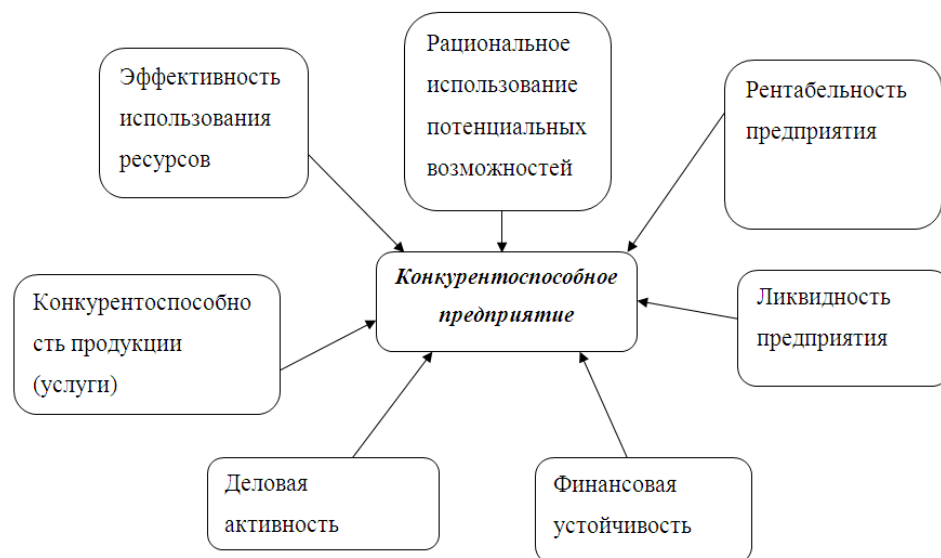 Рациональное
использование
потенциальных
возможностей
Эффективность
использования
ресурсов
Рентабельность
предприятия
Конкурентоспособное
предприятие
Конкурентоспособно
сть продукции
(услуги)
Ликвидность
предприятия
Деловая
активность
Финансовая
устойчивость